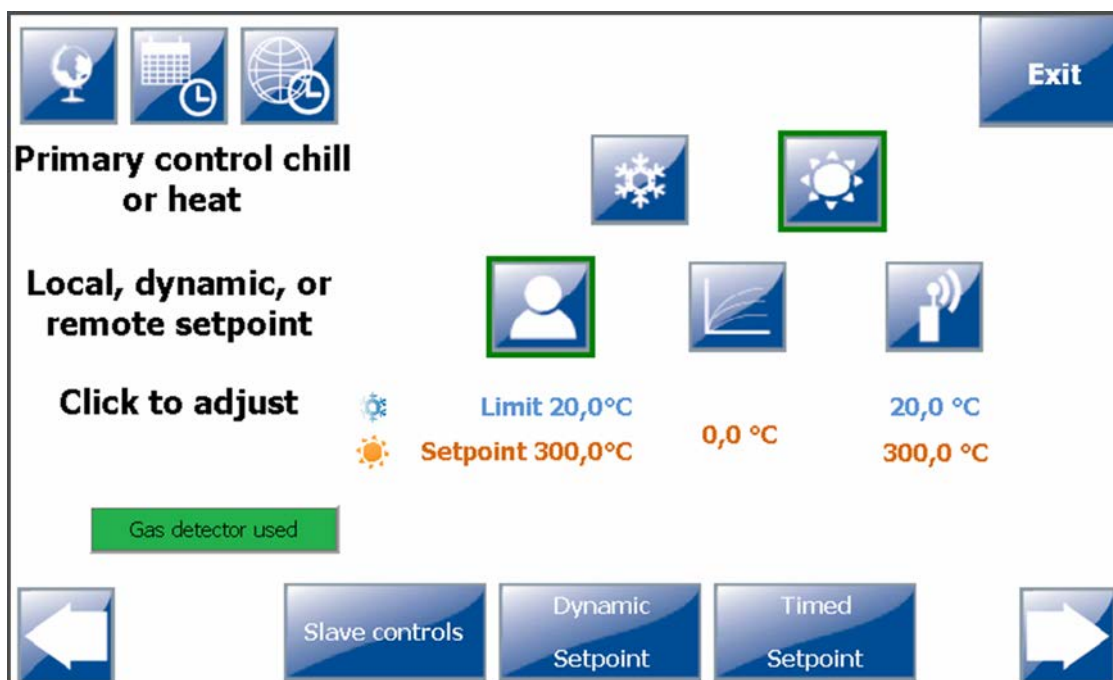 Exit
Primary control chill
or heat
Local, dynamic, or
remote setpoint
Click to adjust
Limit 20,0°C
20,0 °C
0,0 °C
Setpoint 300,0°C
300,0 °C
Gas detector used
Slave controls
Dynamic
Setpoint
Timed
Setpoint